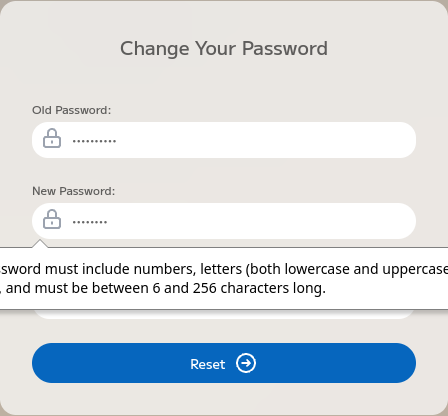 Change Your Password
Old Password:
••••••••••
New Password:
••••••••
ssword must include numbers, letters (both lowercase and uppercase
, and must be between 6 and 256 characters long.
Reset